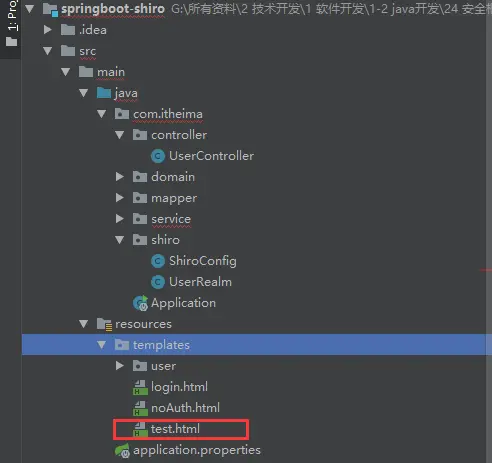 springboot-shiro G:\所有资料\2 技术开发\1 软件开发\1-2 java开发\24 安全框
.idea
src
main
java
com.itheima
controller
UserController
domain
mapper
service
shiro
ShiroConfig
UserRealm
Application
resources
templates
user
login.html
noAuth.html
test.html
application.properties